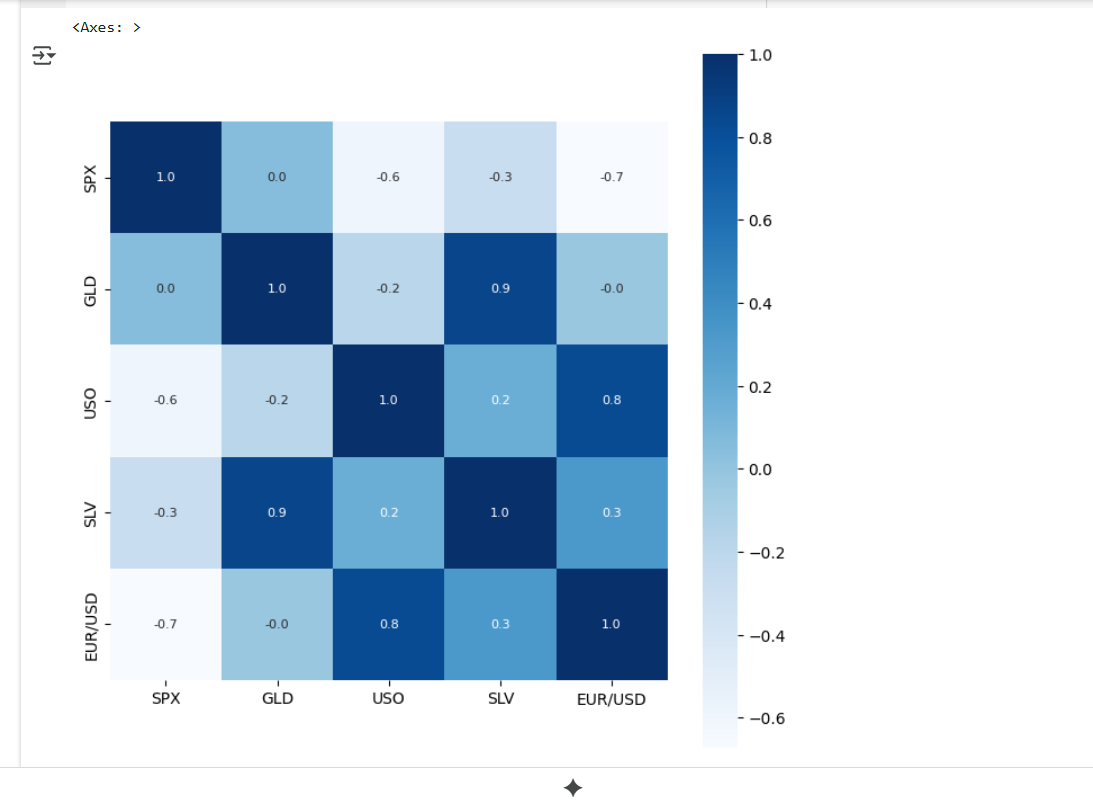 <Axes: >
1.0
0.8
0.6
0.4
0.2
0.0
−0.2
−0.4
−0.6
SPX 1.0 0.0 -0.6 -0.3 -0.7
GLD 0.0 1.0 -0.2 0.9 -0.0
USO -0.6 -0.2 1.0 0.2 0.8
SLV -0.3 0.9 0.2 1.0 0.3
EUR/USD -0.7 -0.0 0.8 0.3 1.0
SPX GLD USO SLV EUR/USD